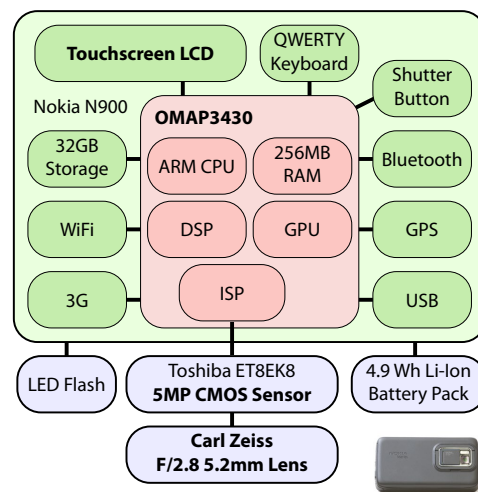 Touchscreen LCD
QWERTY
Keyboard
Shutter
Button
Nokia N900
OMAP3430
32GB
Storage
ARM CPU
256MB
RAM
Bluetooth
WiFi
DSP
GPU
GPS
3G
ISP
USB
LED Flash
Toshiba ET8EK8
5MP CMOS Sensor
4.9 Wh Li-Ion
Battery Pack
Carl Zeiss
F/2.8 5.2mm Lens